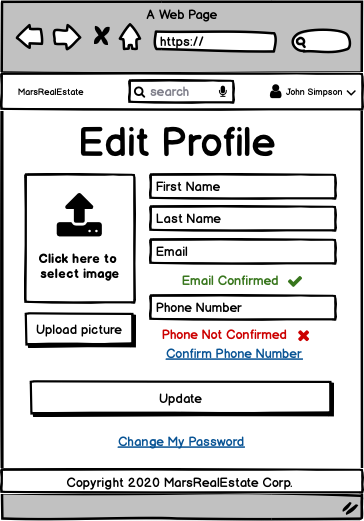 A Web Page
https://
MarsRealEstate
search
John Simpson
Edit Profile
Click here to
select image
Upload picture
First Name
Last Name
Email
Email Confirmed
Phone Number
Phone Not Confirmed
Confirm Phone Number
Update
Change My Password
Copyright 2020 MarsRealEstate Corp.